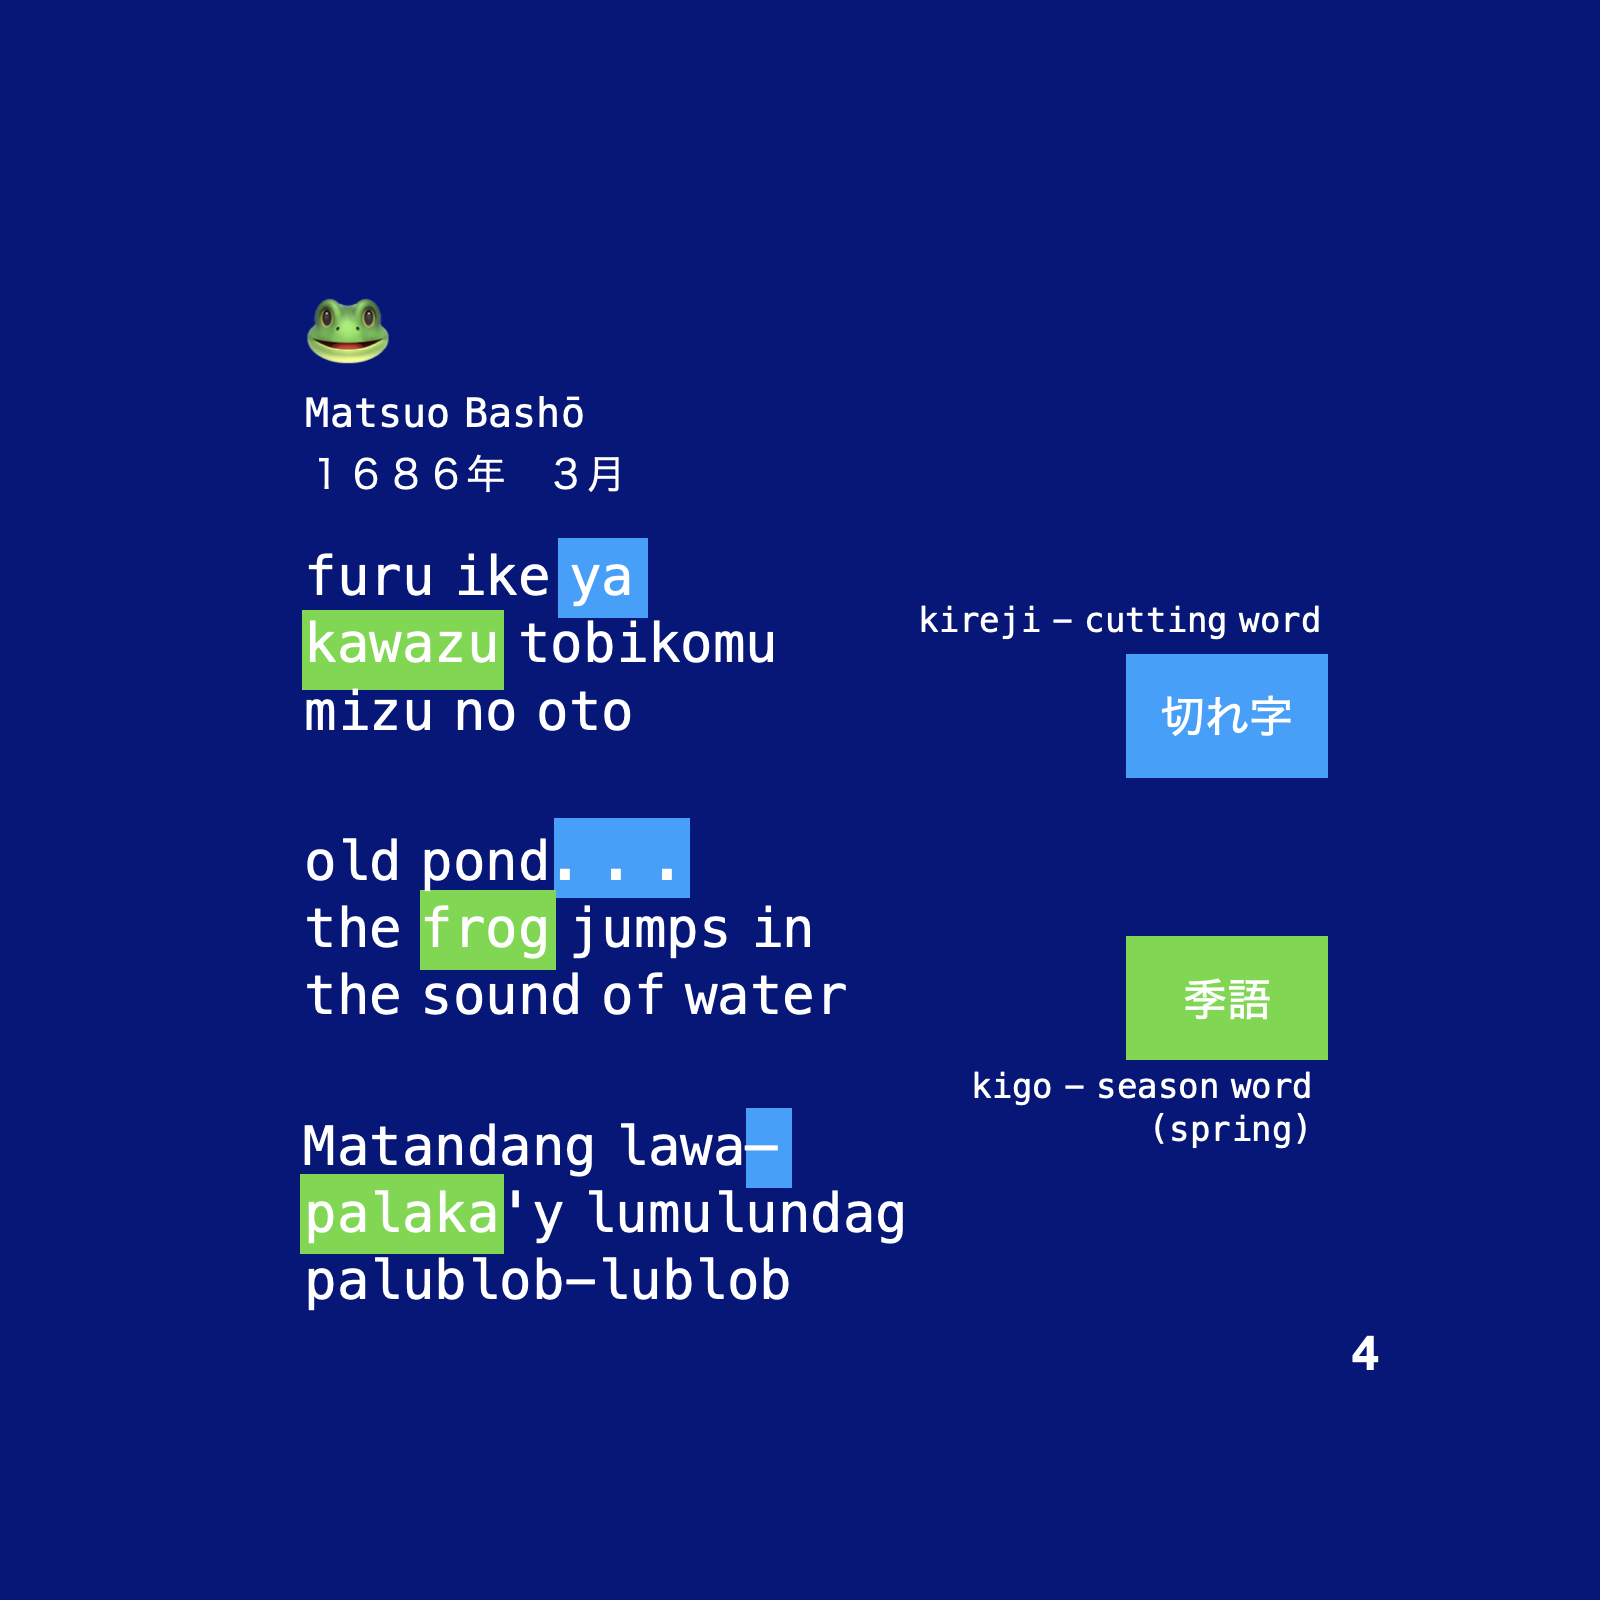 Matsuo Bashō
１６８６年　３月
furu ike ya
kawazu tobikomu
mizu no oto
old pond...
the frog jumps in
the sound of water
Matandang lawa—
palaka'y lumulundag
palublob–lublob
kireji – cutting word
切れ字
季語
kigo – season word
(spring)
4